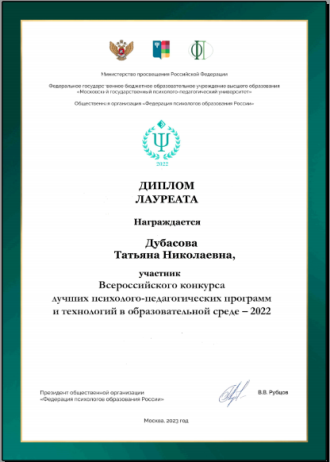 Министерство просвещения Российской Федерации
Федеральное государственное бюджетное образовательное учреждение высшего образования
«Московский государственный психолого-педагогический университет»
Общественная организация «Федерация психологов образования России»
2022
ДИПЛОМ
ЛАУРЕАТА
Награждается
Дубасова
Татьяна Николаевна,
участник
Всероссийского конкурса
лучших психолого-педагогических программ
и технологий в образовательной среде – 2022
Президент общественной организации
«Федерация психологов образования России»
В.В. Рубцов
Москва, 2023 год